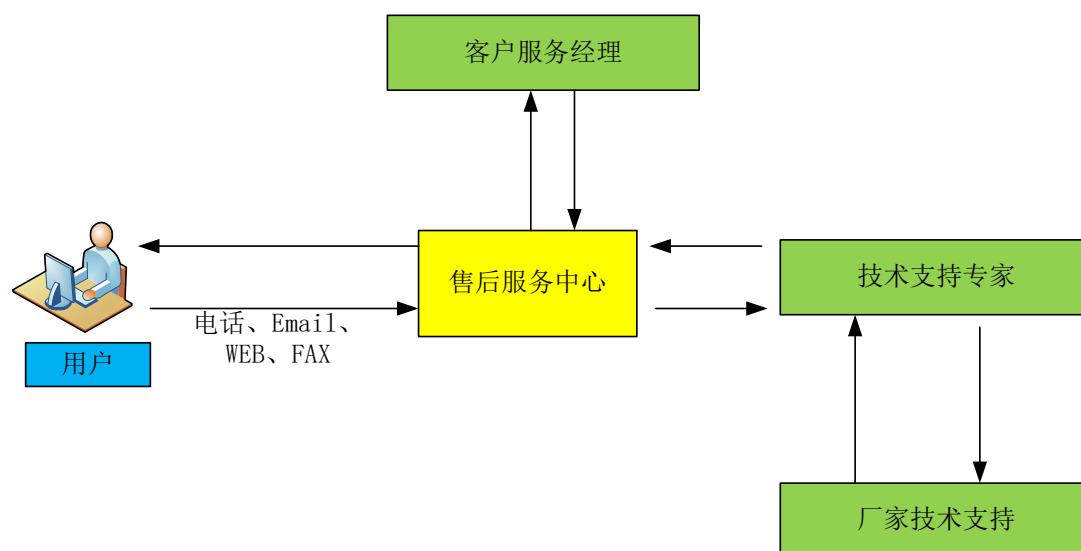 客户服务经理
售后服务中心
技术支持专家
电话、Email、
WEB、FAX
用户
厂家技术支持